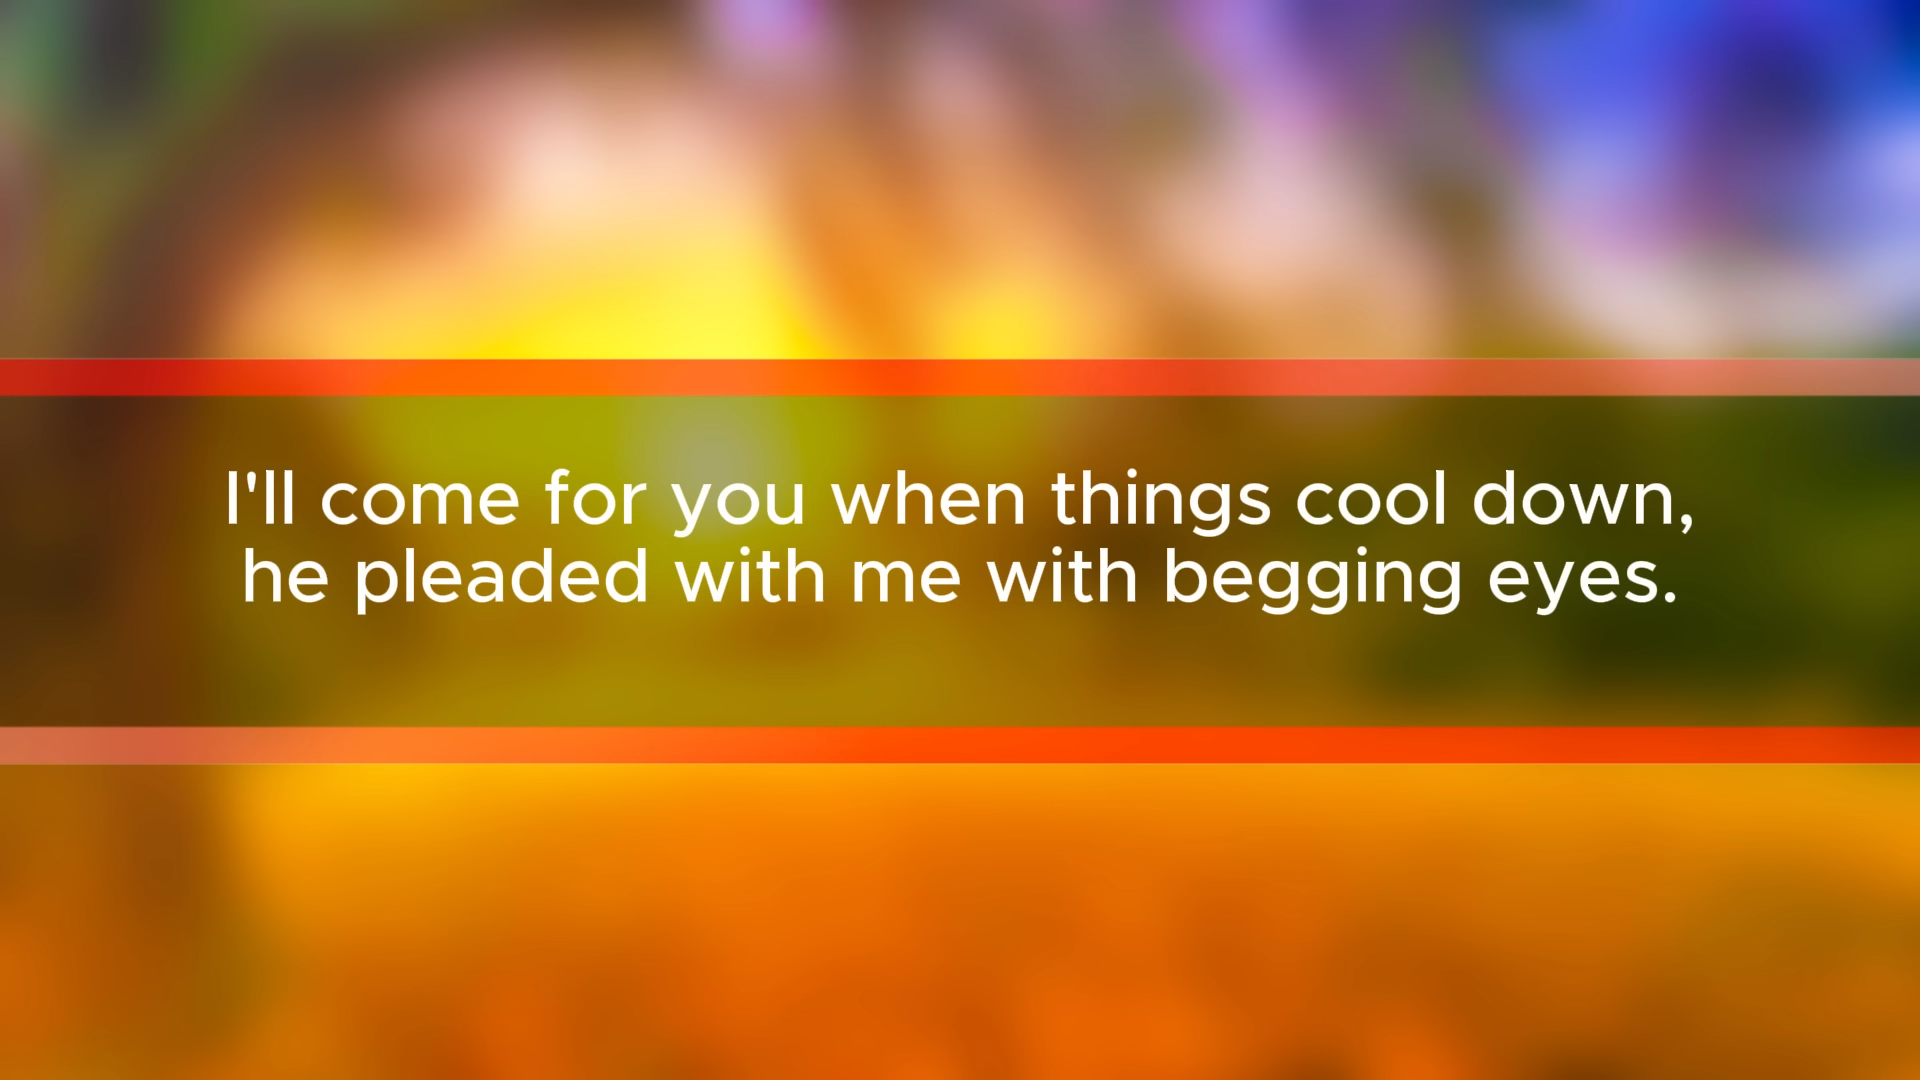 I'll come for you when things cool down,
he pleaded with me with begging eyes.